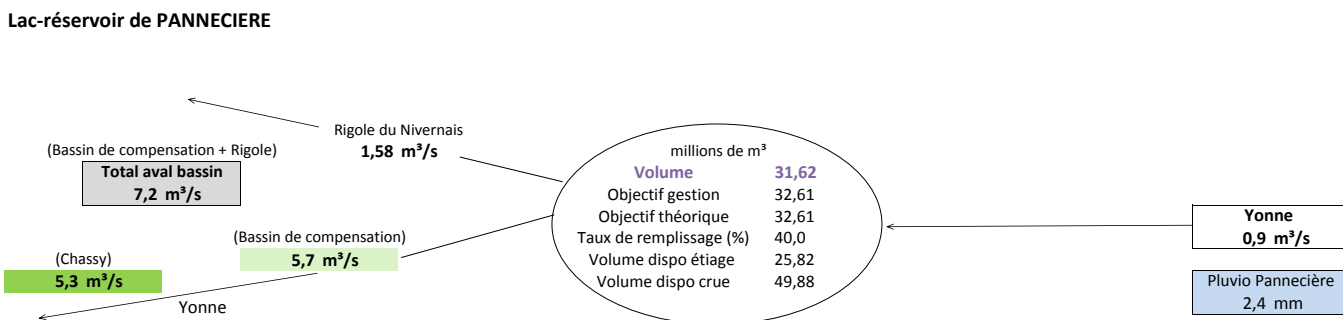 Lac-réservoir de PANNECIERE
Rigole du Nivernais
1,58 m³/s
(Bassin de compensation + Rigole)
Total aval bassin
7,2 m³/s
millions de m³
Volume 31,62
Objectif gestion 32,61
Objectif théorique 32,61
Taux de remplissage (%) 40,0
Volume dispo étiage 25,82
Volume dispo crue 49,88
(Bassin de compensation)
5,7 m³/s
(Chassy)
5,3 m³/s
Yonne
Yonne
0,9 m³/s
Pluvio Pannecière
2,4 mm